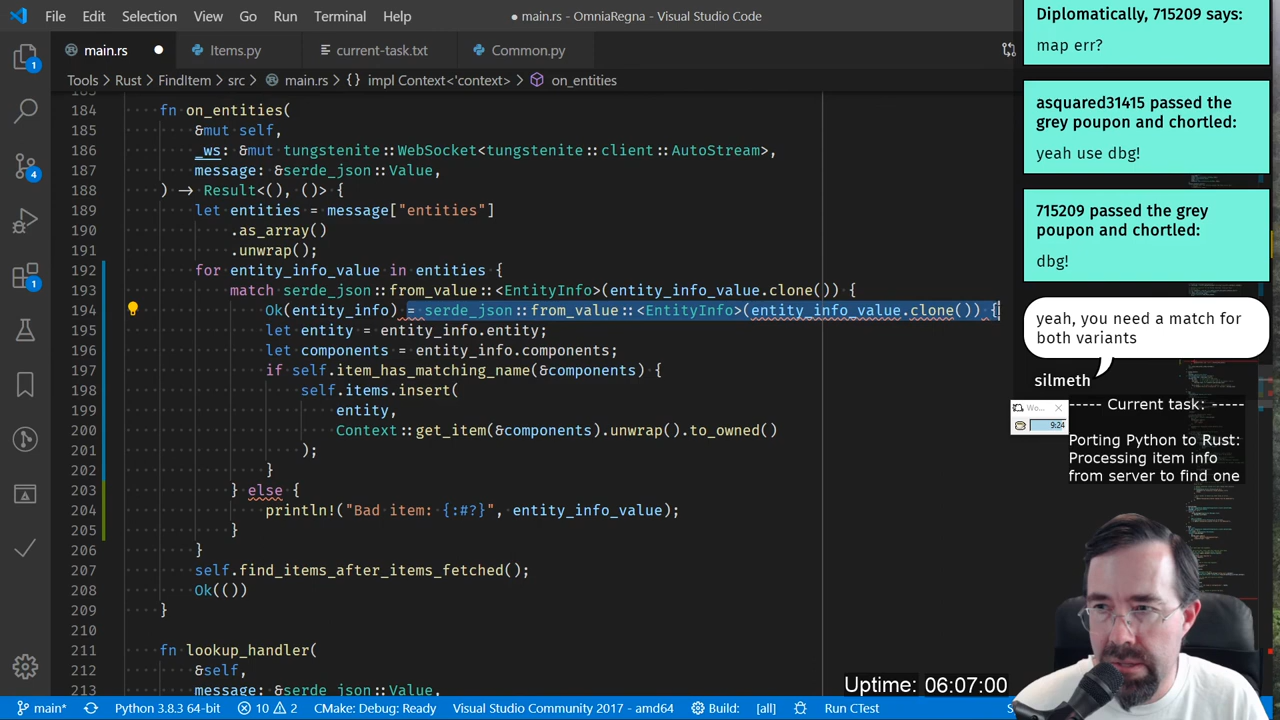 File Edit Selection View Go Run Terminal Help
● main.rs - OmniaRegna - Visual Studio Code
main.rs
Items.py
current-task.txt
Common.py
Tools › Rust › FindItem › src › main.rs › {} impl Context<'context> › on_entities
184 fn on_entities(
185 &mut self,
186 _ws: &mut tungstenite::WebSocket<tungstenite::client::AutoStream>,
187 message: &serde_json::Value,
188 ) → Result<(), ()> {
189 let entities = message["entities"]
190 .as_array()
191 .unwrap();
192 for entity_info_value in entities {
193 match serde_json::from_value::<EntityInfo>(entity_info_value.clone()) {
194 Ok(entity_info) = serde_json::from_value::<EntityInfo>(entity_info_value.clone()) {
195 let entity = entity_info.entity;
196 let components = entity_info.components;
197 if self.item_has_matching_name(&components) {
198 self.items.insert(
199 entity,
200 Context::get_item(&components).unwrap().to_owned()
201 );
202 }
203 } else {
204 println!("Bad item: {:#?}", entity_info_value);
205 }
206 }
207 self.find_items_after_items_fetched();
208 Ok(())
209 }
210
211 fn lookup_handler(
212 &self,
213 message: &serde_json::Value,
Diplomatically, 715209 says:
map err?
asquared31415 passed the
grey poupon and chortled:
yeah use dbg!
715209 passed the grey
poupon and chortled:
dbg!
yeah, you need a match for
both variants
silmeth
Wo...
9:24
----- Current task: -----
Porting Python to Rust:
Processing item info
from server to find one
Uptime: 06:07:00
1
4
1
main* Python 3.8.3 64-bit 10 2 CMake: Debug: Ready Visual Studio Community 2017 - amd64 Build: [all] Run CTest